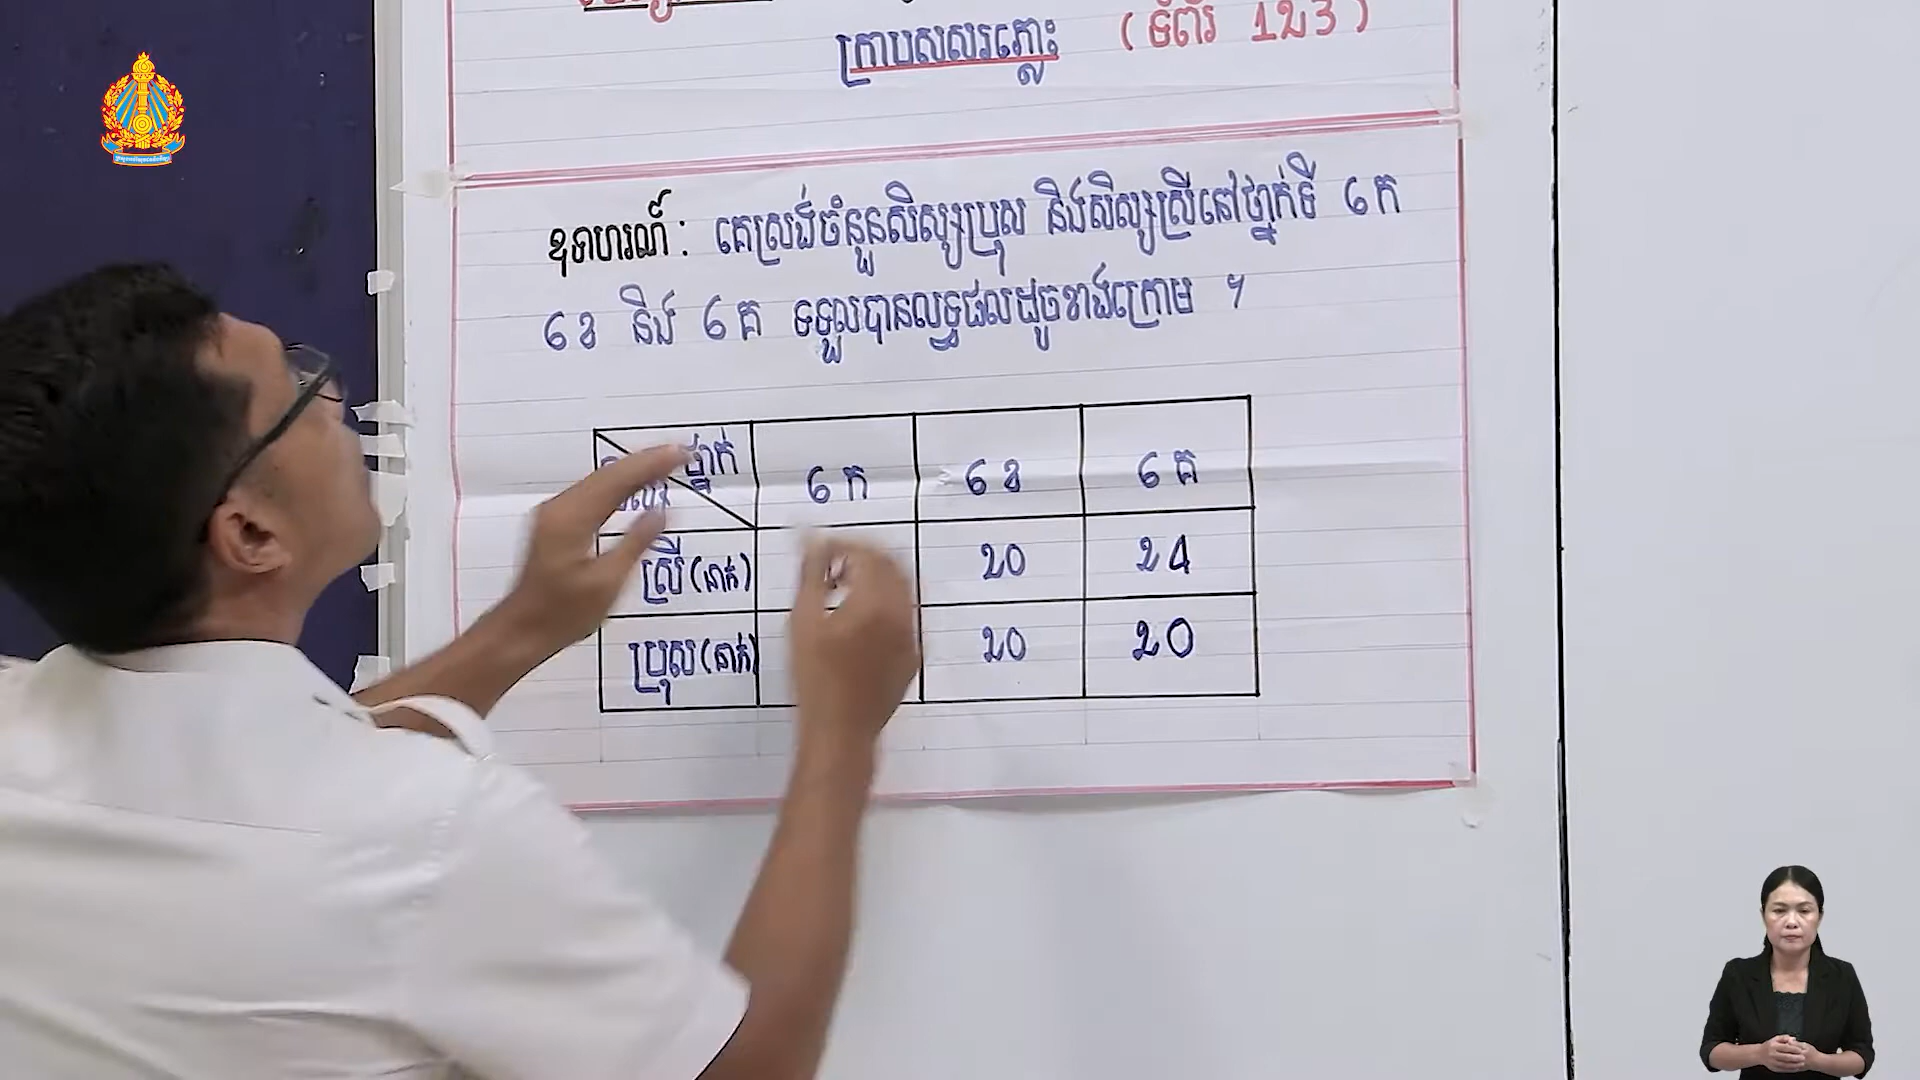 ក្រាបសសរភ្លោះ (ទំព័រ 123)
ឧទាហរណ៍ : គេស្រង់ចំនួនសិស្សប្រុស និងសិស្សស្រីនៅថ្នាក់ទី ៦ ក
៦ ខ និង ៦ គ ទទួលបានលទ្ធផលដូចខាងក្រោម ។
ថ្នាក់ ៦ ក ៦ ខ ៦ គ
ស្រី (នាក់) 20 24
ប្រុស (នាក់) 20 20